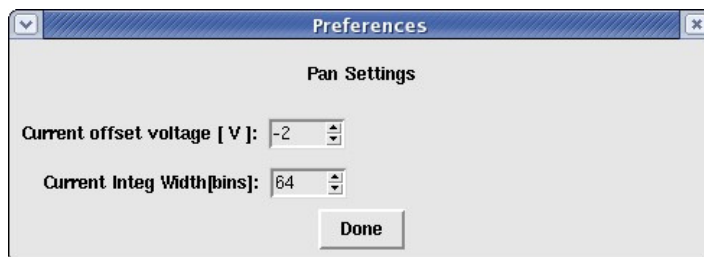 Preferences
Pan Settings
Current offset voltage [ V ]: -2
Current Integ Width[bins]: 64
Done